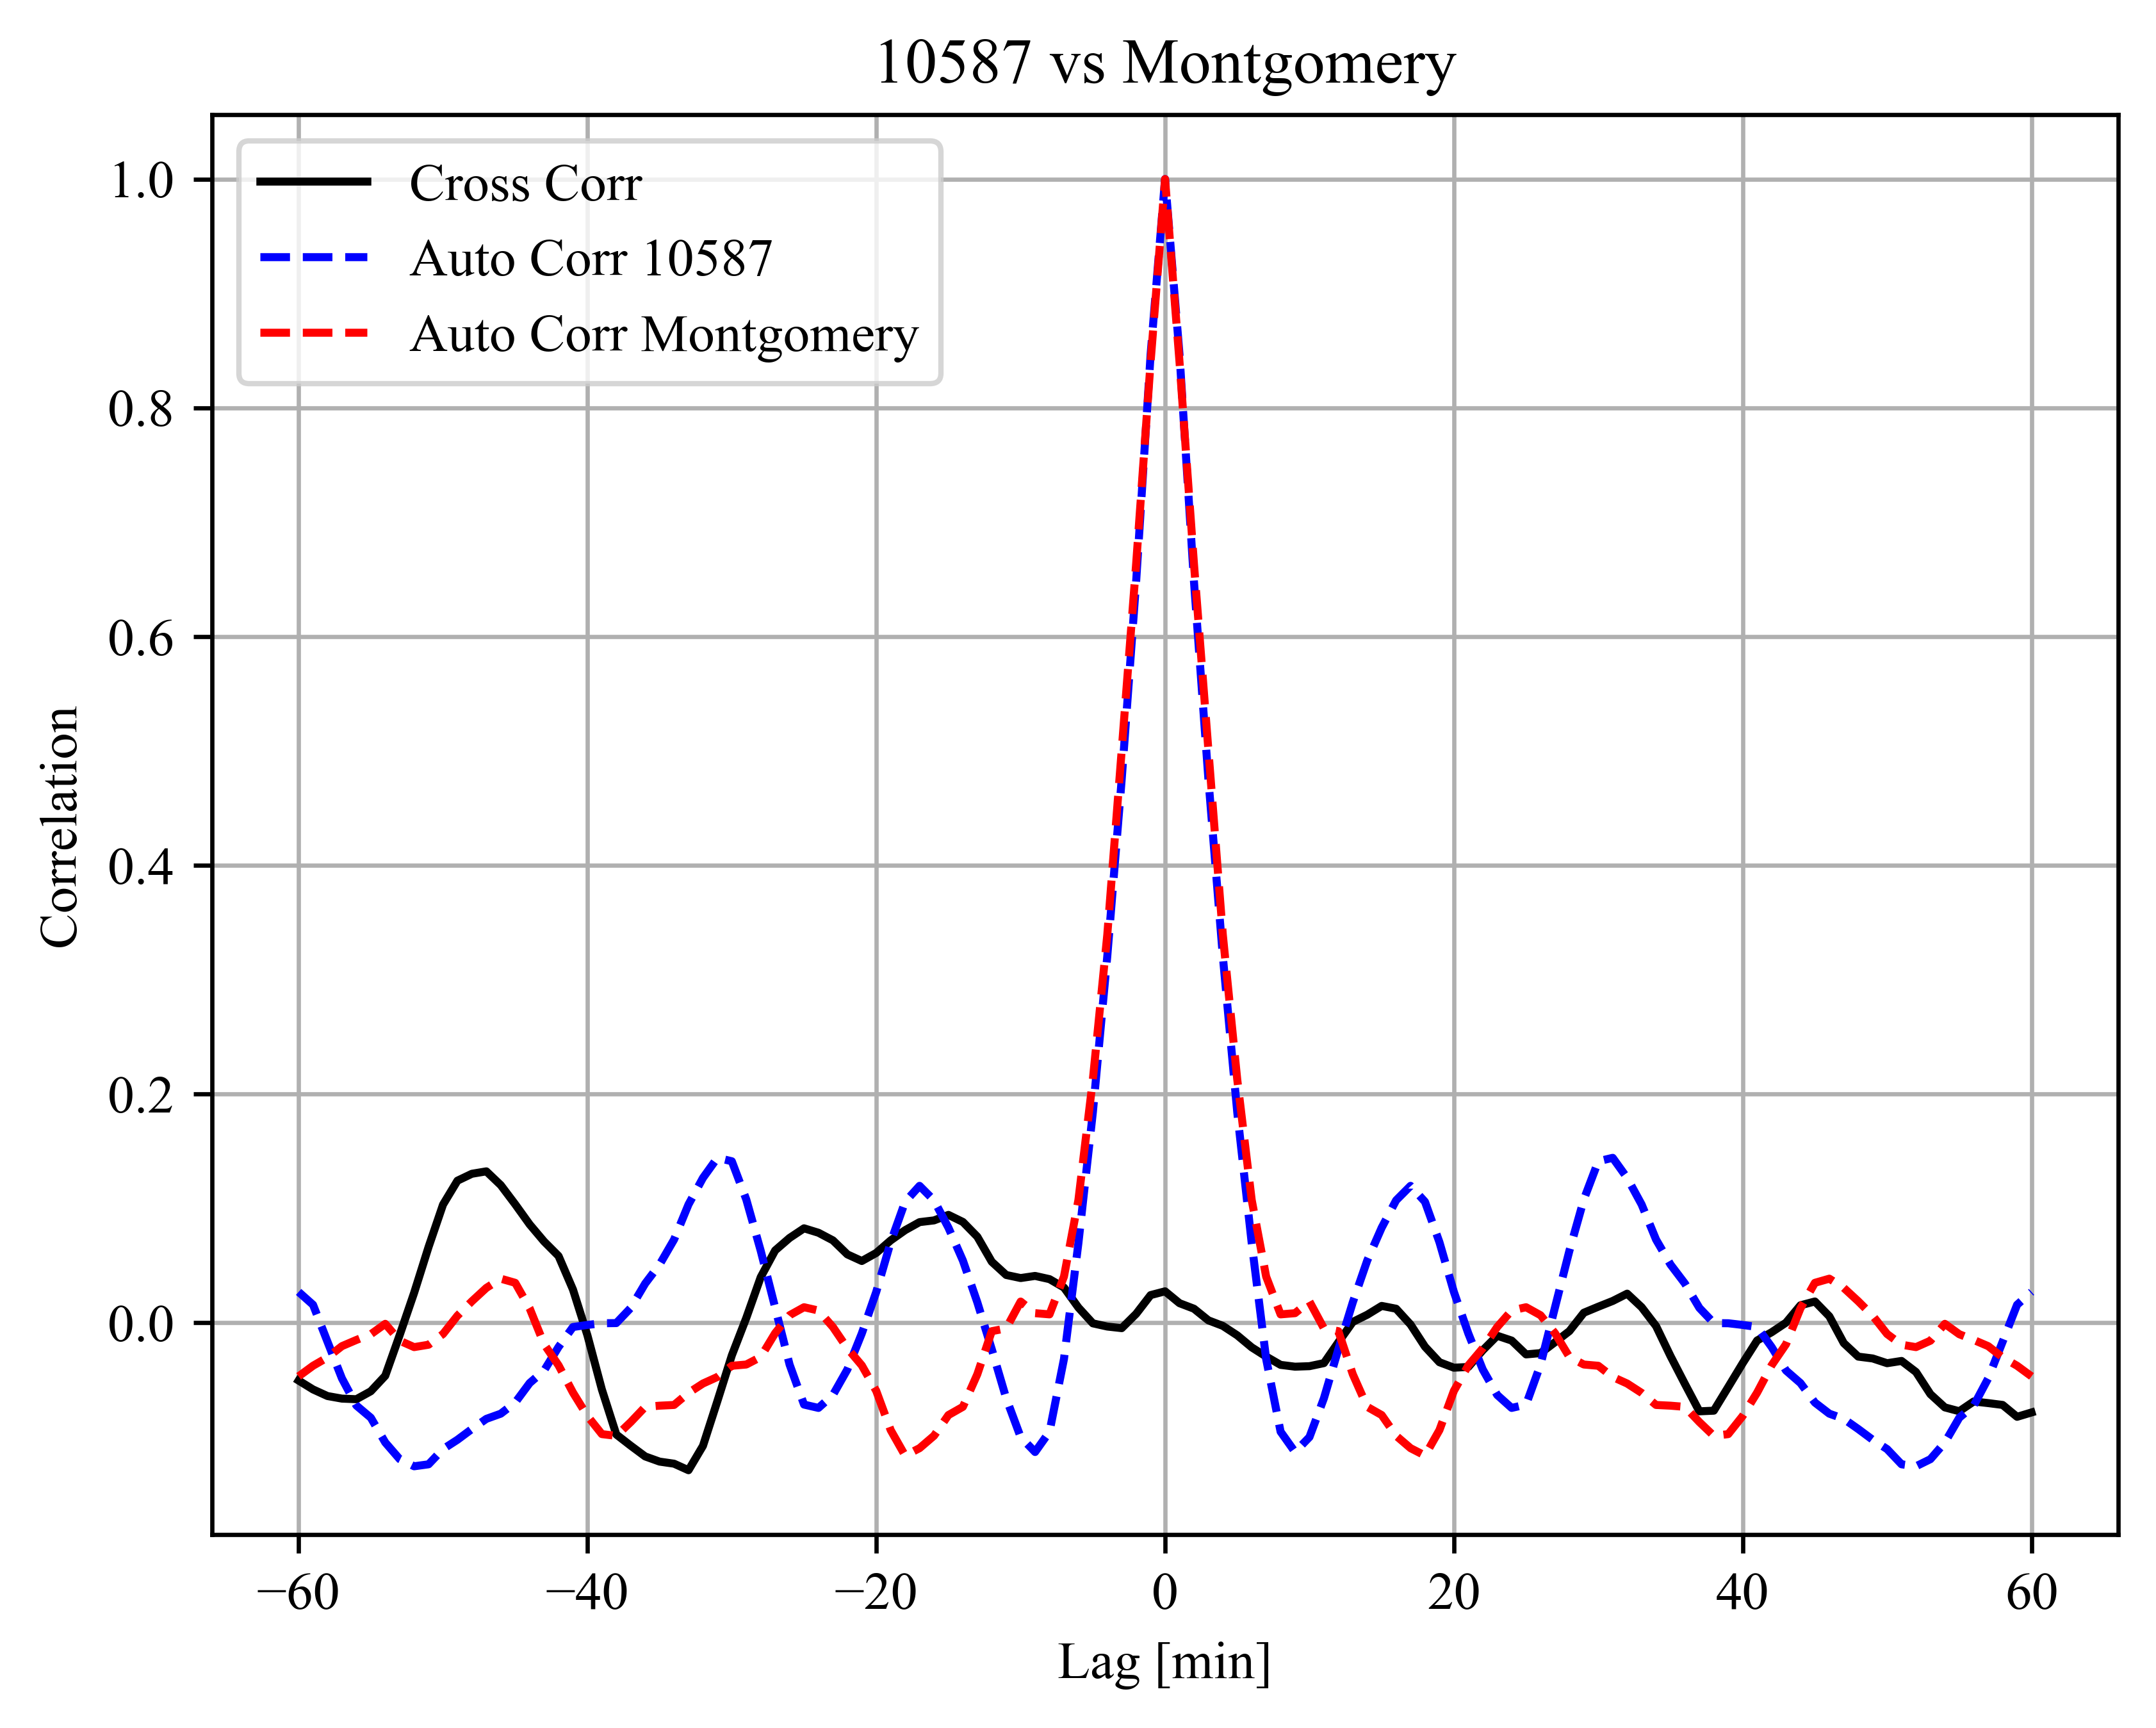 10587 vs Montgomery
Cross Corr
Auto Corr 10587
Auto Corr Montgomery
1.0
0.8
0.6
0.4
0.2
0.0
Correlation
−60 −40 −20 0 20 40 60
Lag [min]